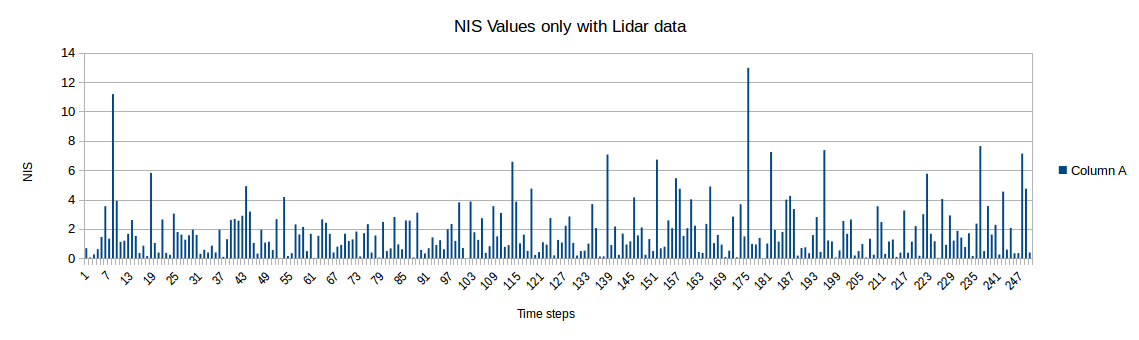 NIS Values only with Lidar data
14
12
10
8
6
4
2
0
NIS
1 7 13 19 25 31 37 43 49 55 61 67 73 79 85 91 97 103 109 115 121 127 133 139 145 151 157 163 169 175 181 187 193 199 205 211 217 223 229 235 241 247
Time steps
Column A